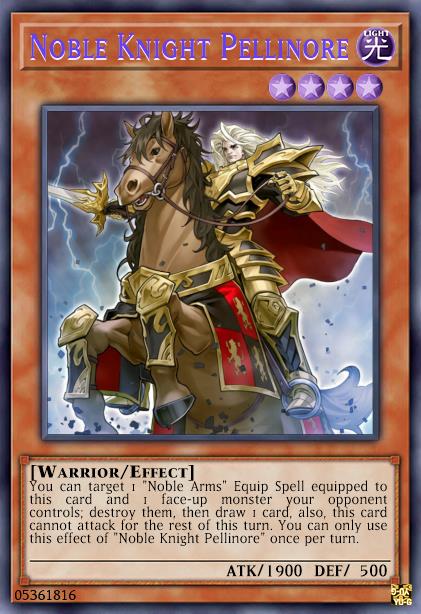 NOBLE KNIGHT PELLINORE
LIGHT
光
[WARRIOR/EFFECT]
You can target 1 "Noble Arms" Equip Spell equipped to
this card and 1 face-up monster your opponent
controls; destroy them, then draw 1 card, also, this card
cannot attack for the rest of this turn. You can only use
this effect of "Noble Knight Pellinore" once per turn.
ATK/1900 DEF/ 500
05361816